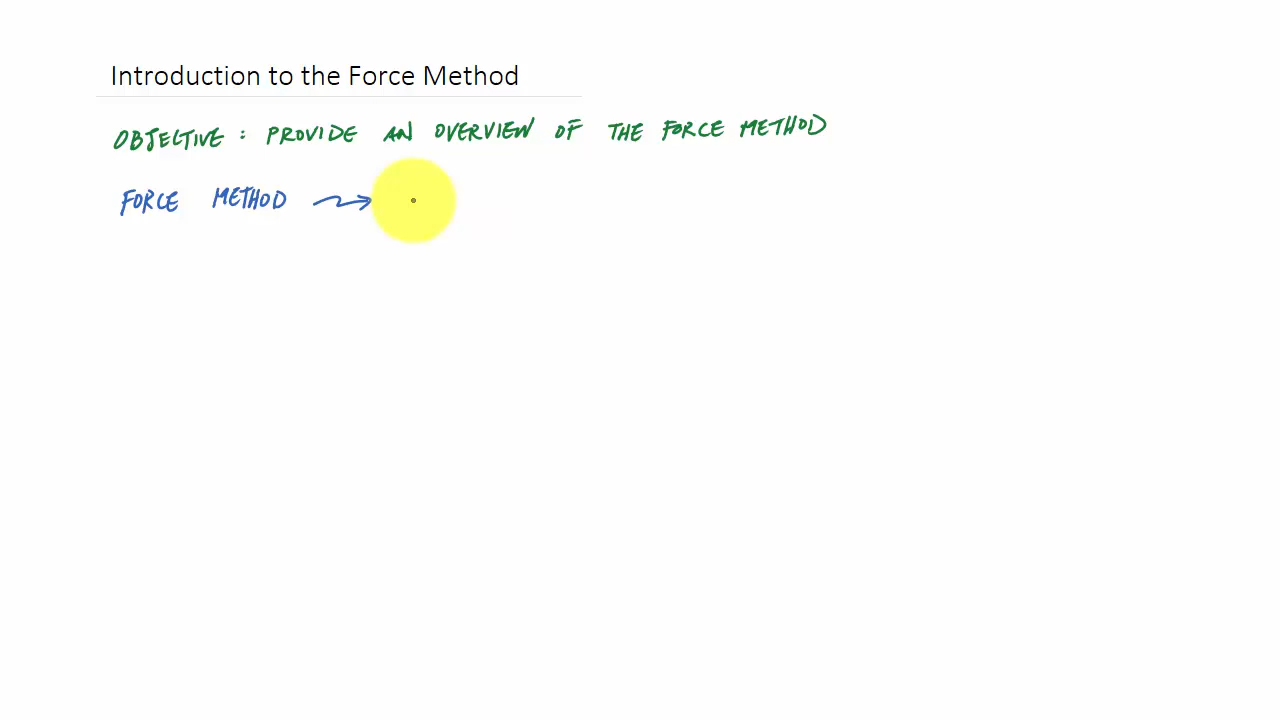 Introduction to the Force Method
OBJECTIVE : PROVIDE AN OVERVIEW OF THE FORCE METHOD
FORCE METHOD